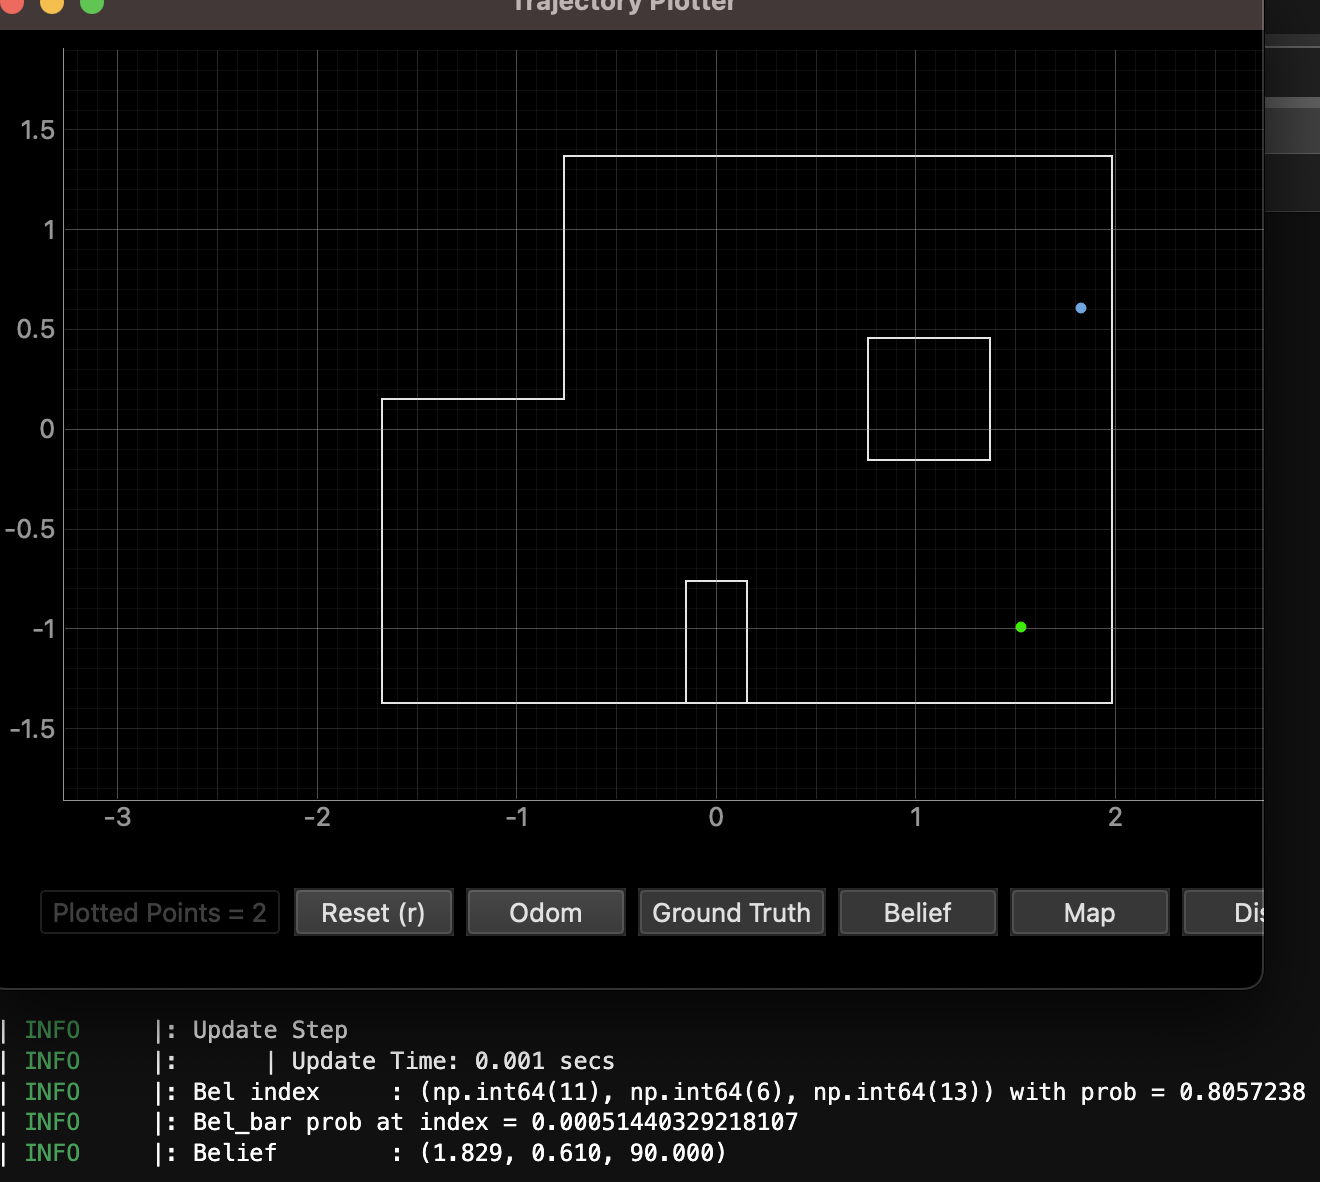 Trajectory Plotter
1.5
1
0.5
0
-0.5
-1
-1.5
-3 -2 -1 0 1 2
Plotted Points = 2 Reset (r) Odom Ground Truth Belief Map
| INFO |: Update Step
| INFO |: | Update Time: 0.001 secs
| INFO |: Bel index : (np.int64(11), np.int64(6), np.int64(13)) with prob = 0.8057238
| INFO |: Bel_bar prob at index = 0.00051440329218107
| INFO |: Belief : (1.829, 0.610, 90.000)